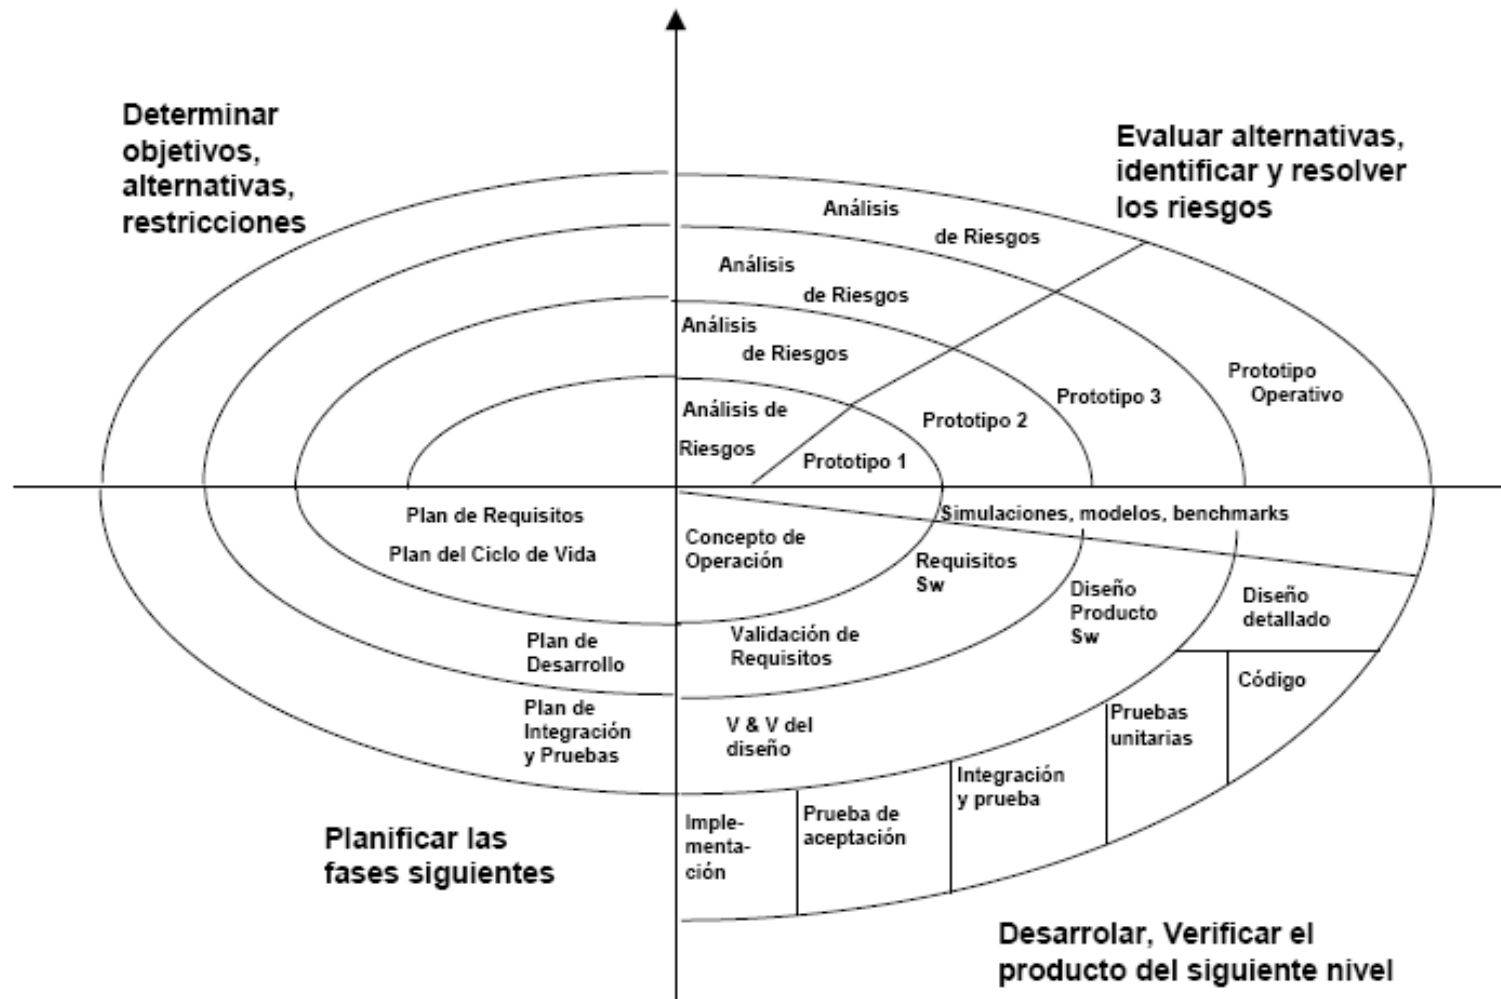 Determinar
objetivos,
alternativas,
restricciones
Evaluar alternativas,
identificar y resolver
los riesgos
Análisis
de Riesgos
Análisis
de Riesgos
Análisis
de Riesgos
Análisis de
Riesgos
Prototipo 1
Prototipo 2
Prototipo 3
Prototipo
Operativo
Simulaciones, modelos, benchmarks
Plan de Requisitos
Plan del Ciclo de Vida
Concepto de
Operación
Requisitos
Sw
Diseño
Producto
Sw
Diseño
detallado
Plan de
Desarrollo
Validación de
Requisitos
Código
Plan de
Integración
y Pruebas
V & V del
diseño
Pruebas
unitarias
Integración
y prueba
Prueba de
aceptación
Imple-
menta-
ción
Planificar las
fases siguientes
Desarrolar, Verificar el
producto del siguiente nivel